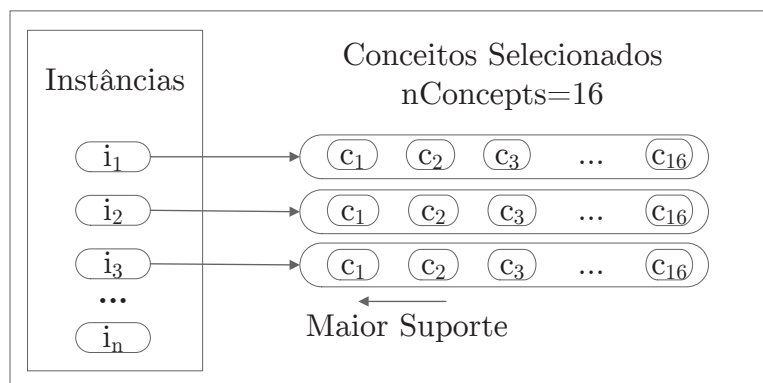 Instâncias
Conceitos Selecionados
nConcepts=16
i₁ c₁ c₂ c₃ ... c₁₆
i₂ c₁ c₂ c₃ ... c₁₆
i₃ c₁ c₂ c₃ ... c₁₆
...
iₙ
Maior Suporte